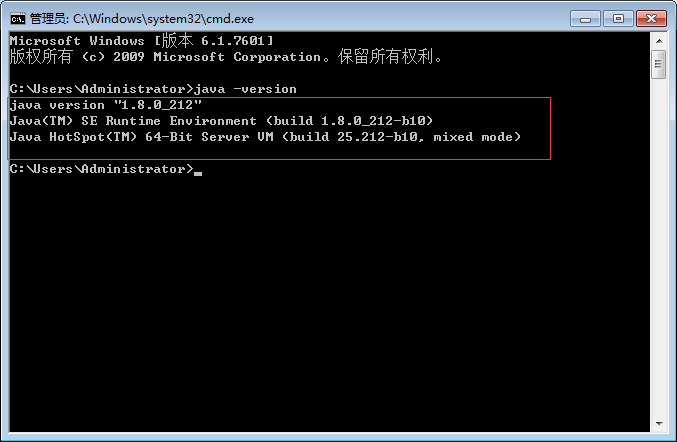 管理员: C:\Windows\system32\cmd.exe
Microsoft Windows [版本 6.1.7601]
版权所有 (c) 2009 Microsoft Corporation。保留所有权利。
C:\Users\Administrator>java -version
java version "1.8.0_212"
Java(TM) SE Runtime Environment (build 1.8.0_212-b10)
Java HotSpot(TM) 64-Bit Server VM (build 25.212-b10, mixed mode)
C:\Users\Administrator>_